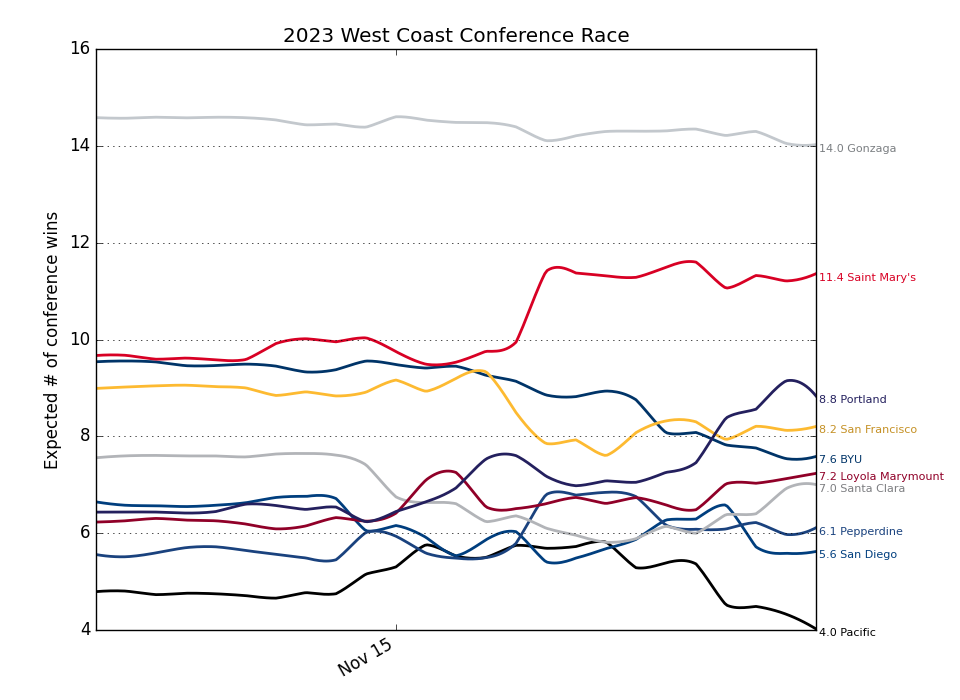 2023 West Coast Conference Race
Expected # of conference wins
16
14
12
10
8
6
4
Nov 15
14.0 Gonzaga
11.4 Saint Mary's
8.8 Portland
8.2 San Francisco
7.6 BYU
7.2 Loyola Marymount
7.0 Santa Clara
6.1 Pepperdine
5.6 San Diego
4.0 Pacific